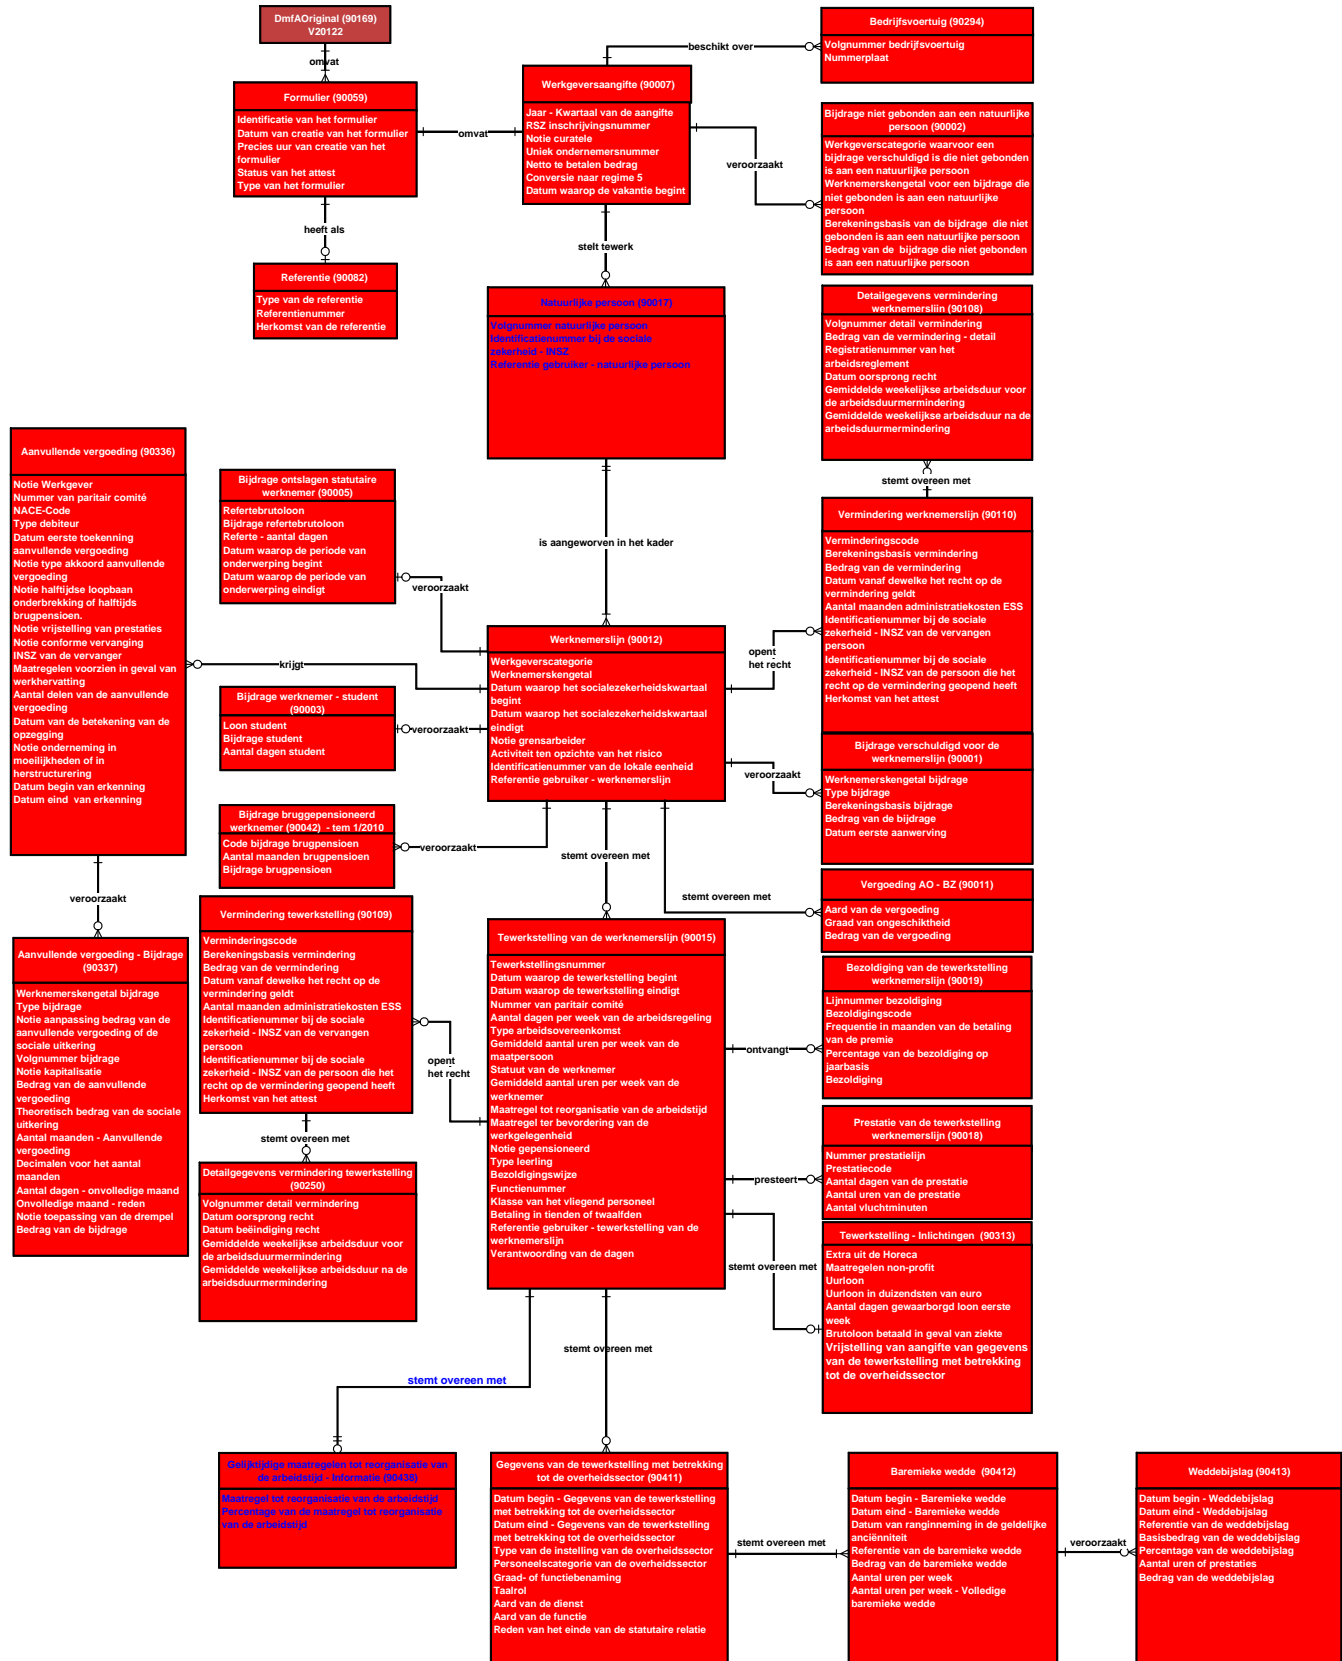 DmfAOriginal (90169)
V20122
omvat
Formulier (90059)
Identificatie van het formulier
Datum van creatie van het formulier
Precies uur van creatie van het
formulier
Status van het attest
Type van het formulier
omvat
heeft als
Referentie (90082)
Type van de referentie
Referentienummer
Herkomst van de referentie
Werkgeversaangifte (90007)
Jaar - Kwartaal van de aangifte
RSZ inschrijvingsnummer
Notie curatele
Uniek ondernemersnummer
Netto te betalen bedrag
Conversie naar regime 5
Datum waarop de vakantie begint
beschikt over
Bedrijfsvoertuig (90294)
Volgnummer bedrijfsvoertuig
Nummerplaat
veroorzaakt
Bijdrage niet gebonden aan een natuurlijke
persoon (90002)
Werkgeverscategorie waarvoor een
bijdrage verschuldigd is die niet gebonden
is aan een natuurlijke persoon
Werknemerskengetal voor een bijdrage die
niet gebonden is aan een natuurlijke
persoon
Berekeningsbasis van de bijdrage  die niet
gebonden is aan een natuurlijke persoon
Bedrag van de  bijdrage die niet gebonden
is aan een natuurlijke persoon
stelt tewerk
Natuurlijke persoon (90017)
Volgnummer natuurlijke persoon
Identificatienummer bij de sociale
zekerheid - INSZ
Referentie gebruiker - natuurlijke persoon
Detailgegevens vermindering
werknemerslijn (90108)
Volgnummer detail vermindering
Bedrag van de vermindering - detail
Registratienummer van het
arbeidsreglement
Datum oorsprong recht
Gemiddelde weekelijkse arbeidsduur voor
de arbeidsduurmermindering
Gemiddelde weekelijkse arbeidsduur na de
arbeidsduurmermindering
stemt overeen met
Vermindering werknemerslijn (90110)
Verminderingscode
Berekeningsbasis vermindering
Bedrag van de vermindering
Datum vanaf dewelke het recht op de
vermindering geldt
Aantal maanden administratiekosten ESS
Identificatienummer bij de sociale
zekerheid - INSZ van de vervangen
persoon
Identificatienummer bij de sociale
zekerheid - INSZ van de persoon die het
recht op de vermindering geopend heeft
Herkomst van het attest
Aanvullende vergoeding (90336)
Notie Werkgever
Nummer van paritair comité
NACE-Code
Type debiteur
Datum eerste toekenning
aanvullende vergoeding
Notie type akkoord aanvullende
vergoeding
Notie halftijdse loopbaan
onderbrekking of halftijds
brugpensioen.
Notie vrijstelling van prestaties
Notie conforme vervanging
INSZ van de vervanger
Maatregelen voorzien in geval van
werkhervatting
Aantal delen van de aanvullende
vergoeding
Datum van de betekening van de
opzegging
Notie onderneming in
moeilijkheden of in
herstructurering
Datum begin van erkenning
Datum eind  van erkenning
Bijdrage ontslagen statutaire
werknemer (90005)
Refertebrutoloon
Bijdrage refertebrutoloon
Referte - aantal dagen
Datum waarop de periode van
onderwerping begint
Datum waarop de periode van
onderwerping eindigt
is aangeworven in het kader
veroorzaakt
krijgt
Bijdrage werknemer - student
(90003)
Loon student
Bijdrage student
Aantal dagen student
veroorzaakt
Werknemerslijn (90012)
Werkgeverscategorie
Werknemerskengetal
Datum waarop het socialezekerheidskwartaal
begint
Datum waarop het socialezekerheidskwartaal
eindigt
Notie grensarbeider
Activiteit ten opzichte van het risico
Identificatienummer van de lokale eenheid
Referentie gebruiker - werknemerslijn
opent
het recht
veroorzaakt
Bijdrage verschuldigd voor de
werknemerslijn (90001)
Werknemerskengetal bijdrage
Type bijdrage
Berekeningsbasis bijdrage
Bedrag van de bijdrage
Datum eerste aanwerving
Bijdrage bruggepensioneerd
werknemer (90042)  - tem 1/2010
Code bijdrage brugpensioen
Aantal maanden brugpensioen
Bijdrage brugpensioen
veroorzaakt
stemt overeen met
stemt overeen met
Vergoeding AO - BZ (90011)
Aard van de vergoeding
Graad van ongeschiktheid
Bedrag van de vergoeding
veroorzaakt
Aanvullende vergoeding - Bijdrage
(90337)
Werknemerskengetal bijdrage
Type bijdrage
Notie aanpassing bedrag van de
aanvullende vergoeding of de
sociale uitkering
Volgnummer bijdrage
Notie kapitalisatie
Bedrag van de aanvullende
vergoeding
Theoretisch bedrag van de sociale
uitkering
Aantal maanden - Aanvullende
vergoeding
Decimalen voor het aantal
maanden
Aantal dagen - onvolledige maand
Onvolledige maand - reden
Notie toepassing van de drempel
Bedrag van de bijdrage
Vermindering tewerkstelling (90109)
Verminderingscode
Berekeningsbasis vermindering
Bedrag van de vermindering
Datum vanaf dewelke het recht op de
vermindering geldt
Aantal maanden administratiekosten ESS
Identificatienummer bij de sociale
zekerheid - INSZ van de vervangen
persoon
Identificatienummer bij de sociale
zekerheid - INSZ van de persoon die het
recht op de vermindering geopend heeft
Herkomst van het attest
opent
het recht
stemt overeen met
Detailgegevens vermindering tewerkstelling
(90250)
Volgnummer detail vermindering
Datum oorsprong recht
Datum beëindiging recht
Gemiddelde weekelijkse arbeidsduur voor
de arbeidsduurmermindering
Gemiddelde weekelijkse arbeidsduur na de
arbeidsduurmermindering
Tewerkstelling van de werknemerslijn (90015)
Tewerkstellingsnummer
Datum waarop de tewerkstelling begint
Datum waarop de tewerkstelling eindigt
Nummer van paritair comité
Aantal dagen per week van de arbeidsregeling
Type arbeidsovereenkomst
Gemiddeld aantal uren per week van de
maatpersoon
Statuut van de werknemer
Gemiddeld aantal uren per week van de
werknemer
Maatregel tot reorganisatie van de arbeidstijd
Maatregel ter bevordering van de
werkgelegenheid
Notie gepensioneerd
Type leerling
Bezoldigingswijze
Functienummer
Klasse van het vliegend personeel
Betaling in tienden of twaalfden
Referentie gebruiker - tewerkstelling van de
werknemerslijn
Verantwoording van de dagen
ontvangt
Bezoldiging van de tewerkstelling
werknemerslijn (90019)
Lijnnummer bezoldiging
Bezoldigingscode
Frequentie in maanden van de betaling
van de premie
Percentage van de bezoldiging op
jaarbasis
Bezoldiging
presteert
Prestatie van de tewerkstelling
werknemerslijn (90018)
Nummer prestatielijn
Prestatiecode
Aantal dagen van de prestatie
Aantal uren van de prestatie
Aantal vluchtminuten
stemt overeen met
Tewerkstelling - Inlichtingen  (90313)
Extra uit de Horeca
Maatregelen non-profit
Uurloon
Uurloon in duizendsten van euro
Aantal dagen gewaarborgd loon eerste
week
Brutoloon betaald in geval van ziekte
Vrijstelling van aangifte van gegevens
van de tewerkstelling met betrekking
tot de overheidssector
stemt overeen met
stemt overeen met
Gelijktijdige maatregelen tot reorganisatie van
de arbeidstijd - Informatie (90438)
Maatregel tot reorganisatie van de arbeidstijd
Percentage van de maatregel tot reorganisatie
van de arbeidstijd
Gegevens van de tewerkstelling met betrekking
tot de overheidssector (90411)
Datum begin - Gegevens van de tewerkstelling
met betrekking tot de overheidssector
Datum eind - Gegevens van de tewerkstelling
met betrekking tot de overheidssector
Type van de instelling van de overheidssector
Personeelscategorie van de overheidssector
Graad- of functiebenaming
Taalrol
Aard van de dienst
Aard van de functie
Reden van het einde van de statutaire relatie
stemt overeen met
Baremieke wedde  (90412)
Datum begin - Baremieke wedde
Datum eind - Baremieke wedde
Datum van ranginneming in de geldelijke
anciënniteit
Referentie van de baremieke wedde
Bedrag van de baremieke wedde
Aantal uren per week
Aantal uren per week - Volledige
baremieke wedde
veroorzaakt
Weddebijslag (90413)
Datum begin - Weddebijslag
Datum eind - Weddebijslag
Referentie van de weddebijslag
Basisbedrag van de weddebijslag
Percentage van de weddebijslag
Aantal uren of prestaties
Bedrag van de weddebijslag